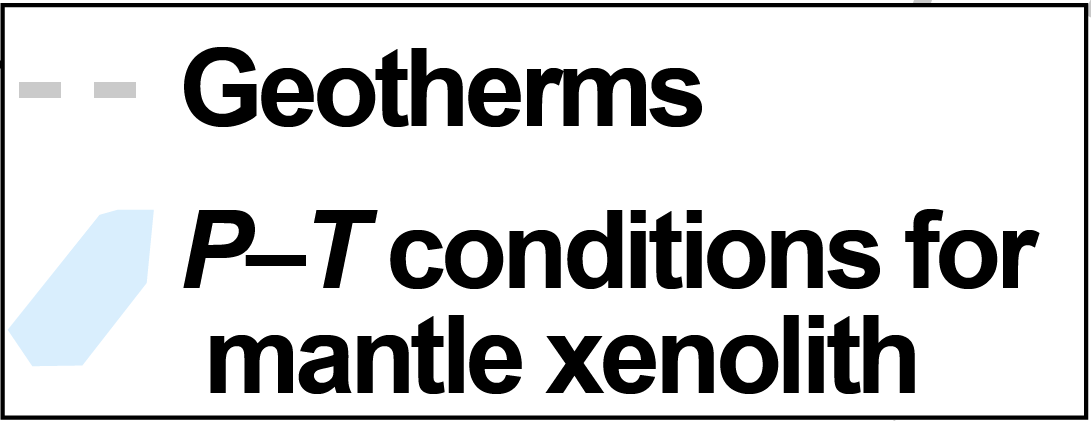 Geotherms
P–T conditions for
mantle xenolith